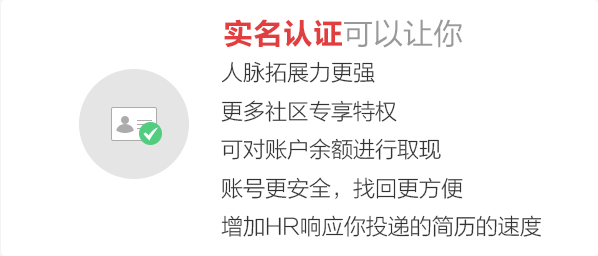 实名认证可以让你
人脉拓展力更强
更多社区专享特权
可对账户余额进行取现
账号更安全，找回更方便
增加HR响应你投递的简历的速度